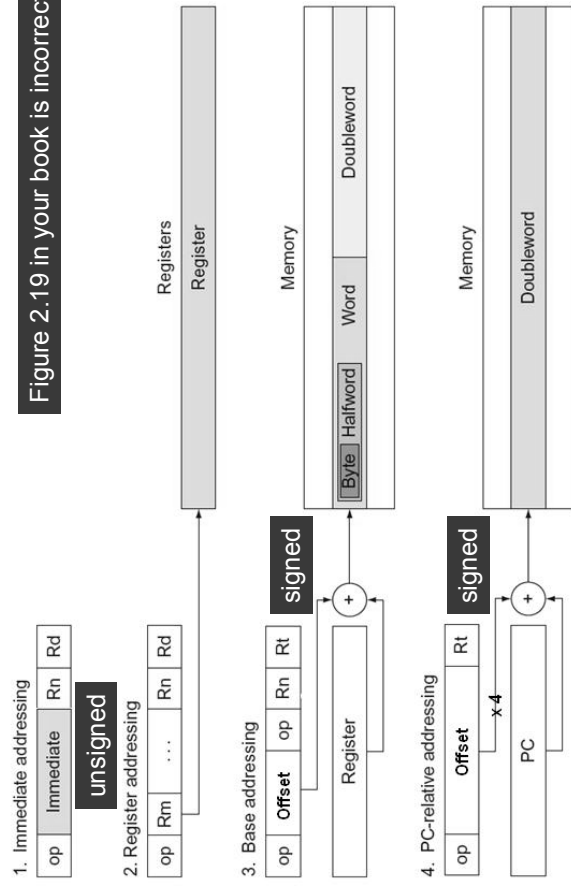 Figure 2.19 in your book is incorrect
1. Immediate addressing
op Immediate Rn Rd
unsigned
2. Register addressing
op Rm . . . Rn Rd
Registers
Register
3. Base addressing
op Offset op Rn Rt
signed
Memory
Register
+
Byte Halfword Word Doubleword
4. PC-relative addressing
op Offset Rt
signed
x 4
Memory
PC
+
Doubleword